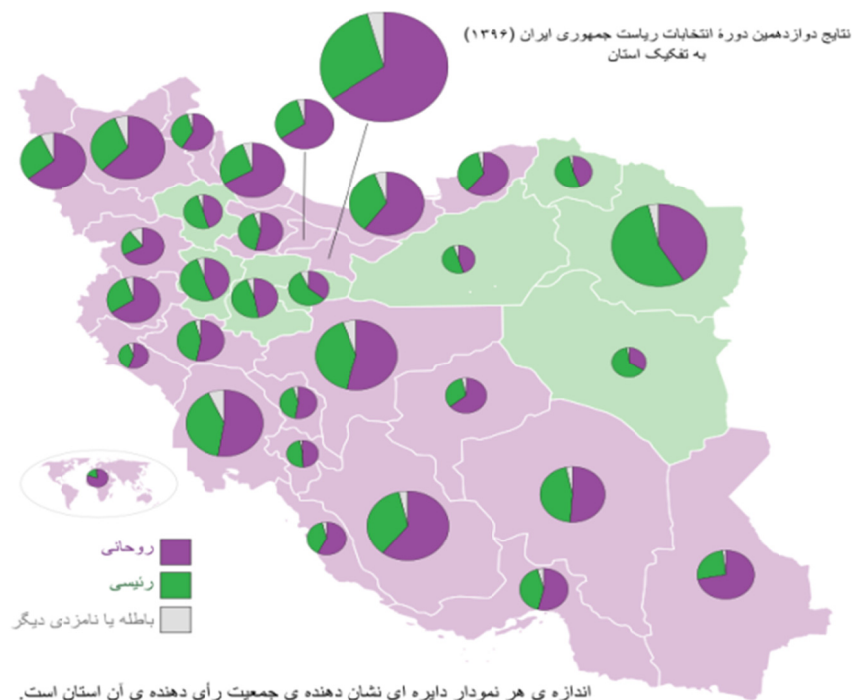 نتایج دوازدهمین دورهٔ انتخابات ریاست جمهوری ایران (۱۳۹۶)
به تفکیک استان
روحانی
رئیسی
باطله یا نامزدی دیگر
اندازه ی هر نمودار دایره ای نشان دهنده ی جمعیت رأی دهنده ی آن استان است.